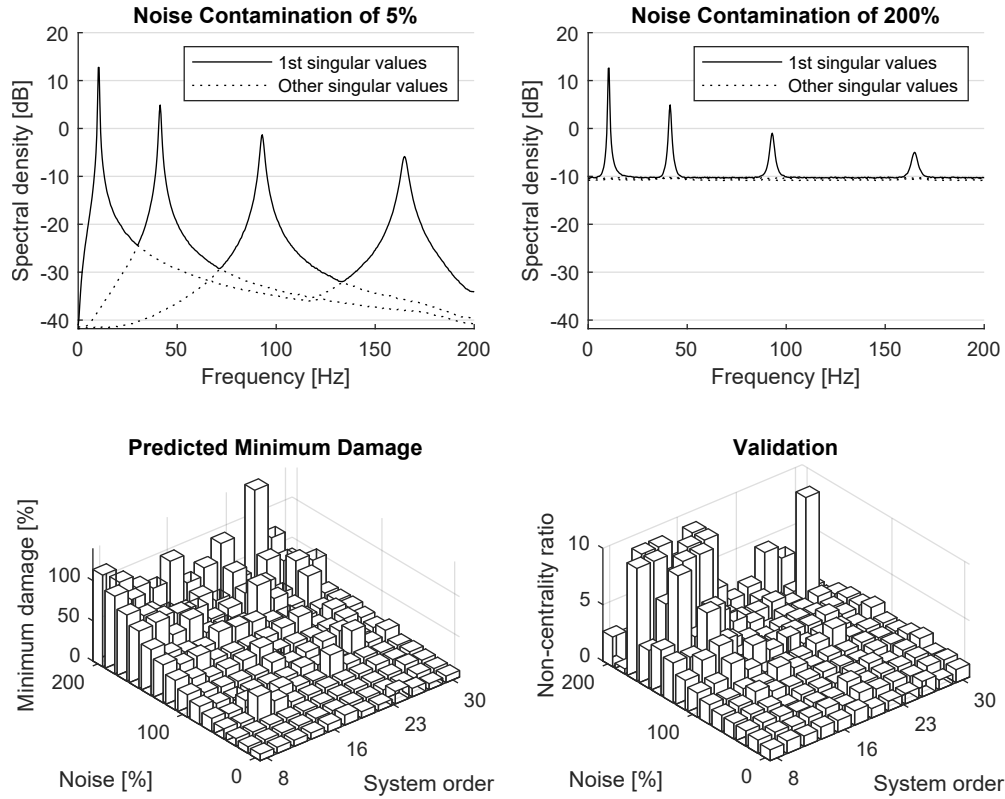 Noise Contamination of 5%
20
10
0
-10
-20
-30
-40
Spectral density [dB]
1st singular values
Other singular values
0 50 100 150 200
Frequency [Hz]
Noise Contamination of 200%
20
10
0
-10
-20
-30
-40
Spectral density [dB]
1st singular values
Other singular values
0 50 100 150 200
Frequency [Hz]
Predicted Minimum Damage
Minimum damage [%]
100
50
0
200
100
0
Noise [%]
8
16
23
30
System order
Validation
Non-centrality ratio
10
5
0
200
100
0
Noise [%]
8
16
23
30
System order